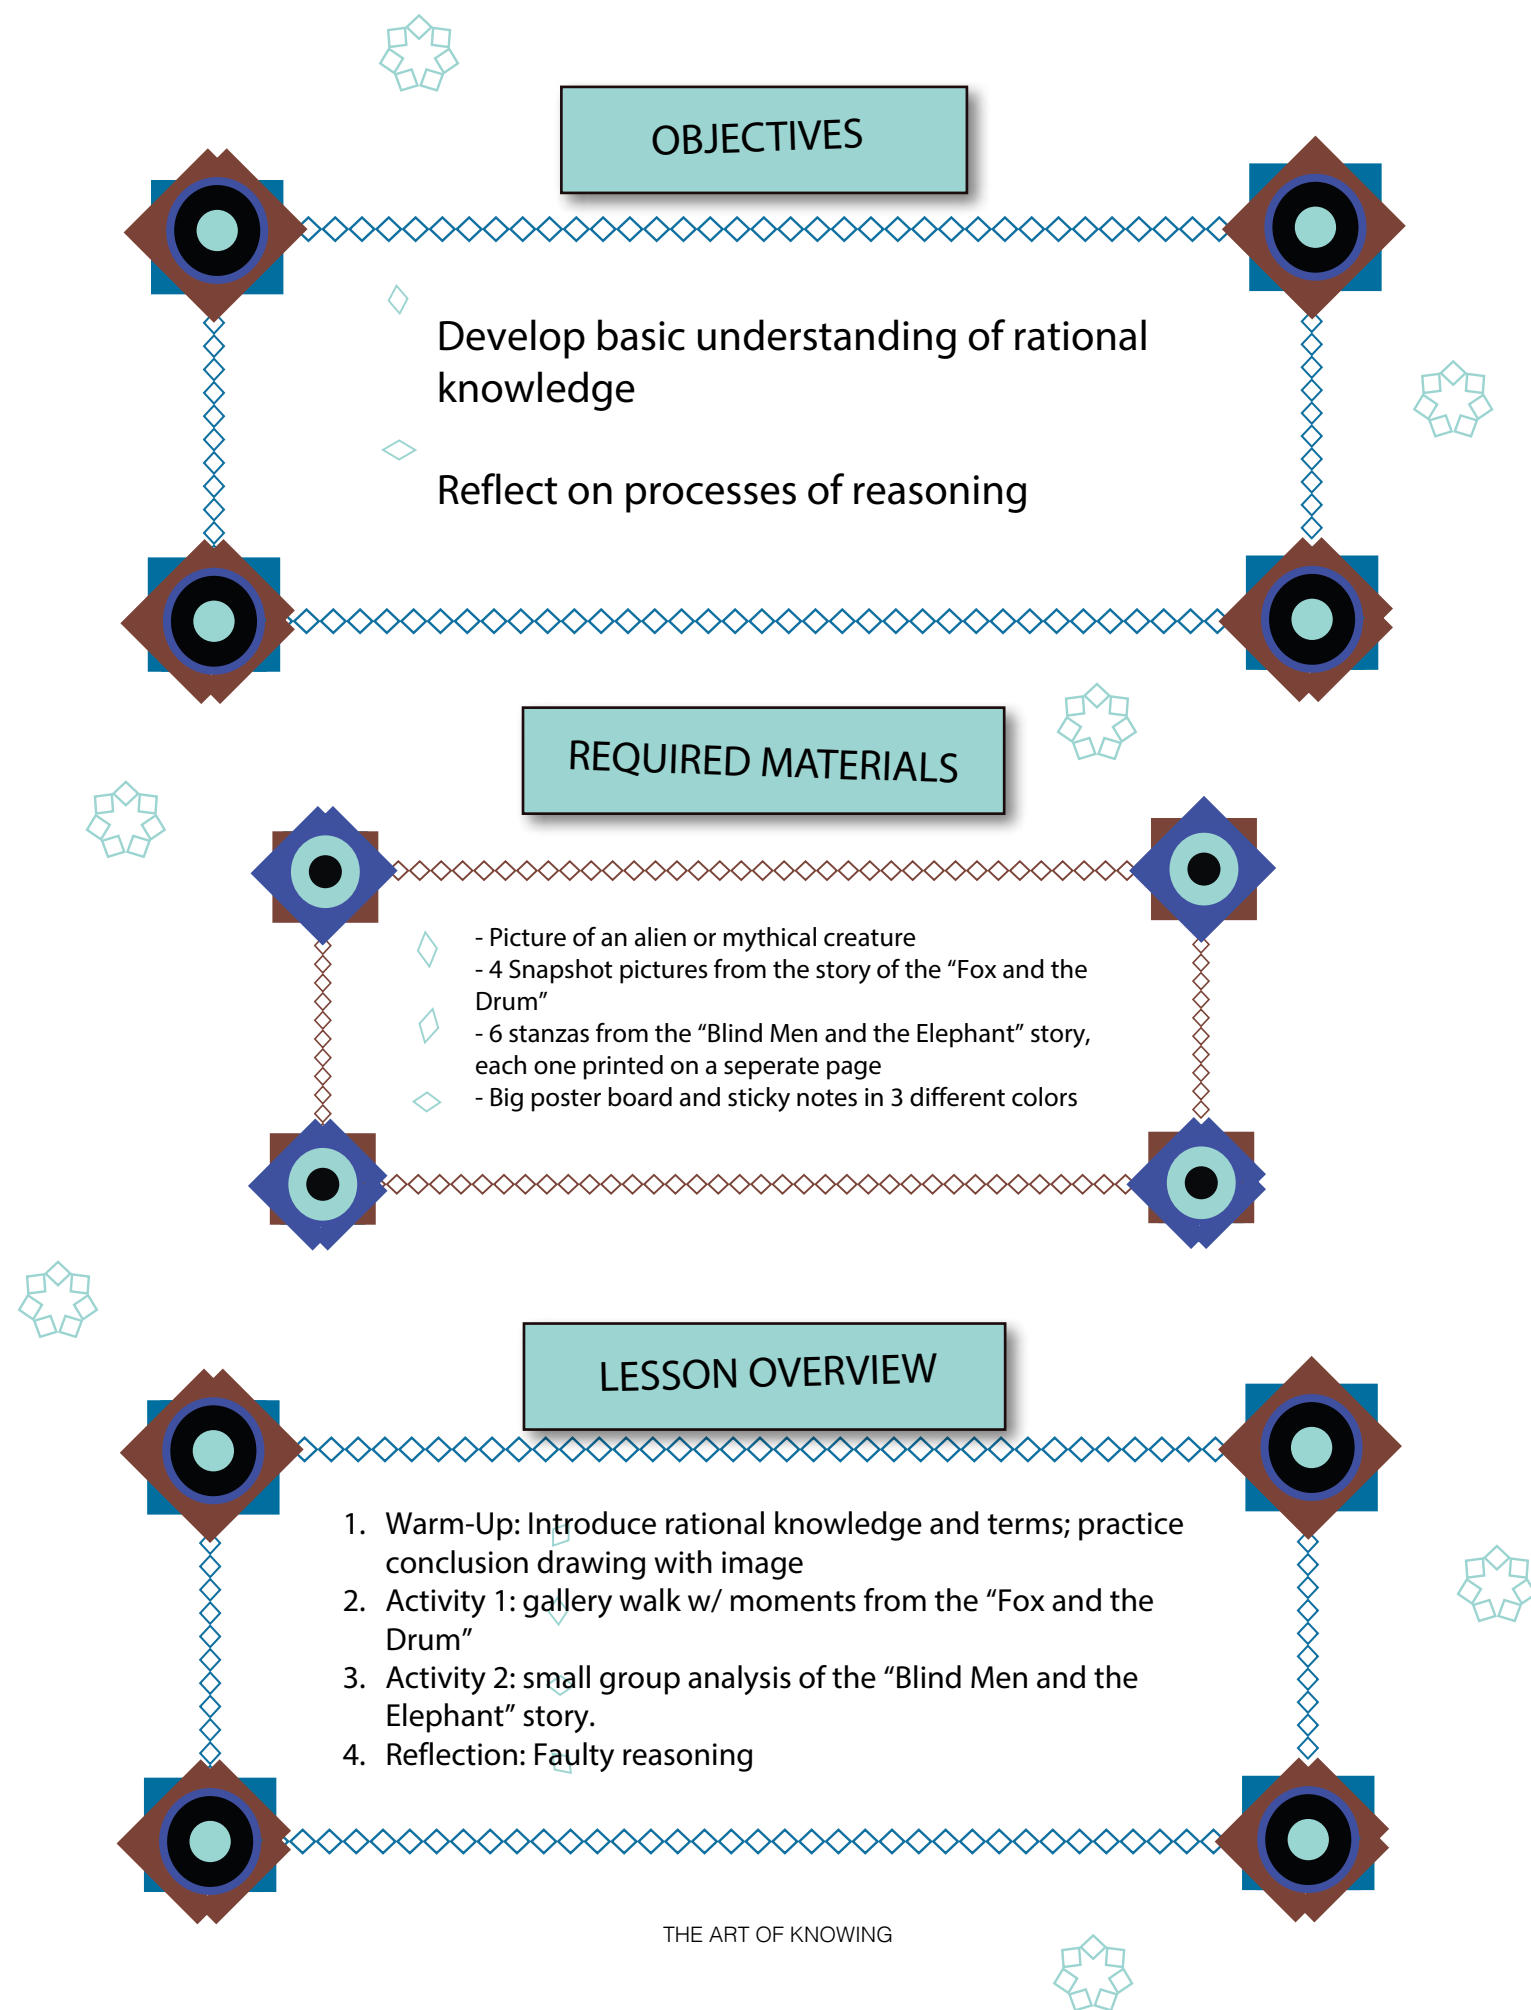 OBJECTIVES
Develop basic understanding of rational
knowledge
Reflect on processes of reasoning
REQUIRED MATERIALS
- Picture of an alien or mythical creature
- 4 Snapshot pictures from the story of the “Fox and the
Drum”
- 6 stanzas from the “Blind Men and the Elephant” story,
each one printed on a seperate page
- Big poster board and sticky notes in 3 different colors
LESSON OVERVIEW
1. Warm-Up: Introduce rational knowledge and terms; practice
conclusion drawing with image
2. Activity 1: gallery walk w/ moments from the “Fox and the
Drum”
3. Activity 2: small group analysis of the “Blind Men and the
Elephant” story.
4. Reflection: Faulty reasoning
THE ART OF KNOWING